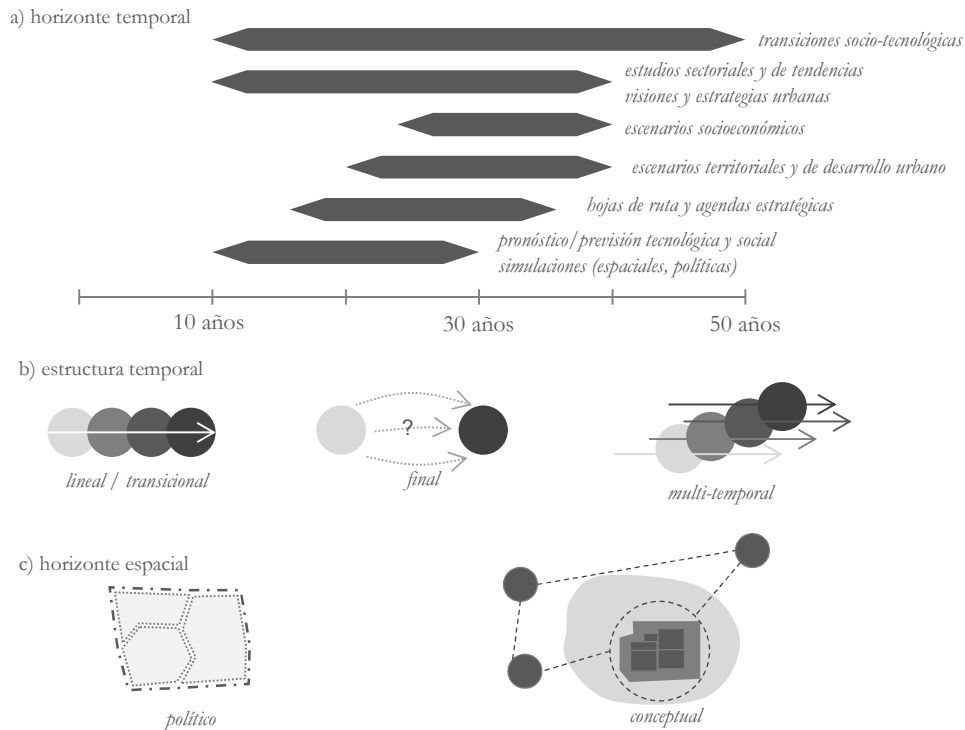 a) horizonte temporal
transiciones socio-tecnológicas
estudios sectoriales y de tendencias
visiones y estrategias urbanas
escenarios socioeconómicos
escenarios territoriales y de desarrollo urbano
hojas de ruta y agendas estratégicas
pronóstico/previsión tecnológica y social
simulaciones (espaciales, políticas)
10 años
30 años
50 años
b) estructura temporal
?
lineal / transicional
final
multi-temporal
c) horizonte espacial
político
conceptual